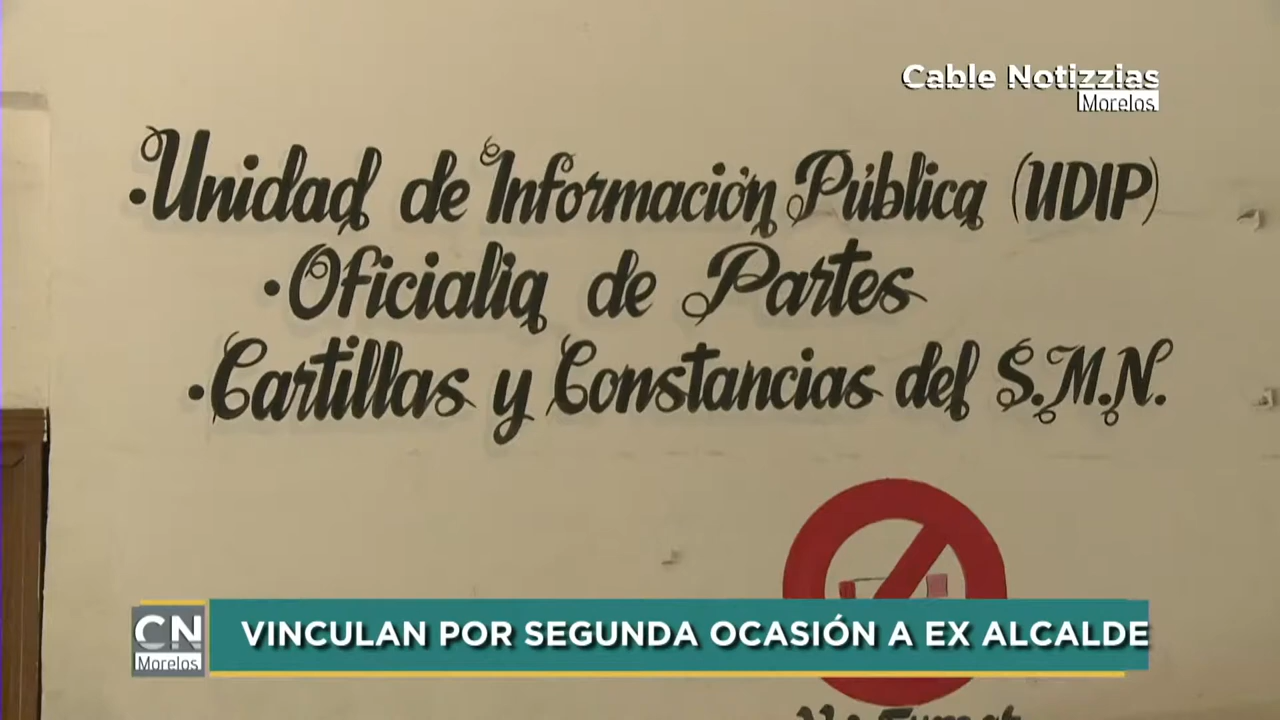 Cable Notizzias
Morelos
•Unidad de Información Pública (UDIP)
•Oficialia de Partes
•Cartillas y Constancias del S.M.N.
CN
Morelos
VINCULAN POR SEGUNDA OCASIÓN A EX ALCALDE